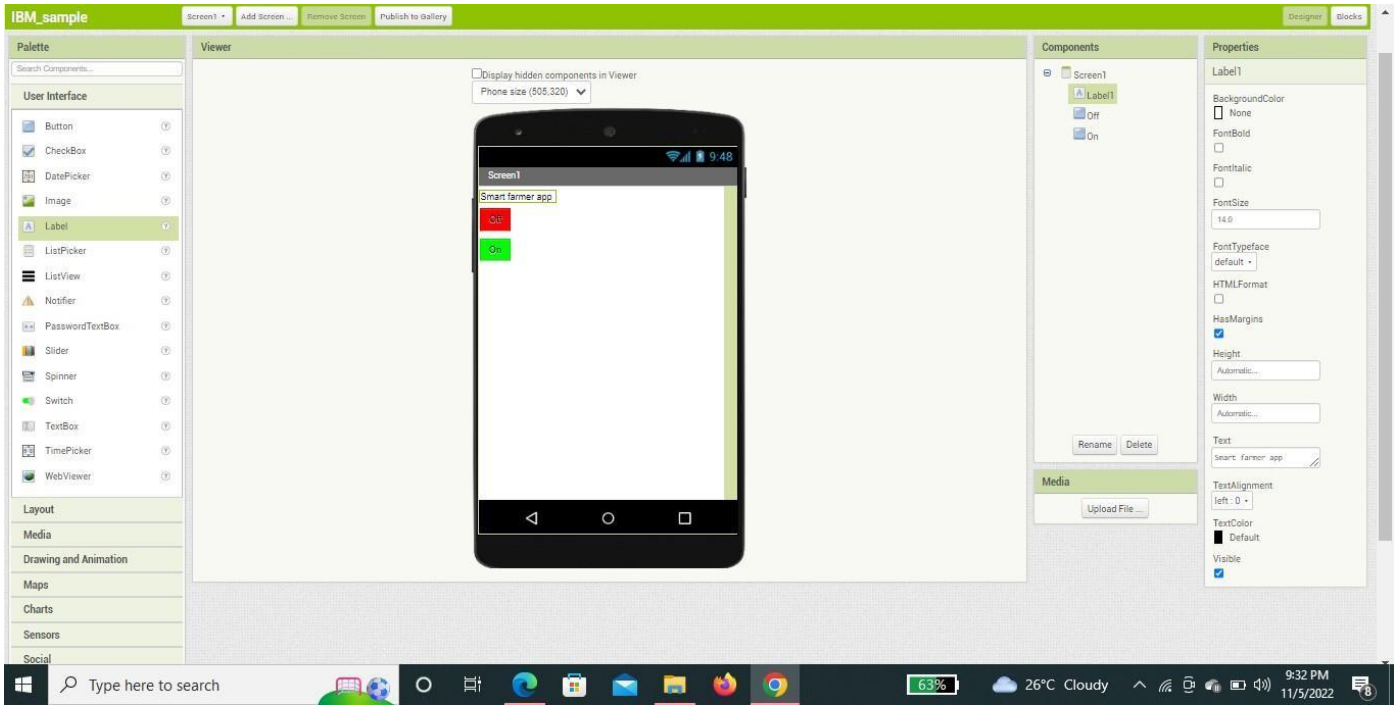 IBM_sample
Screen1 Add Screen ... Remove Screen Publish to Gallery
Designer Blocks
Palette
Search Components...
User Interface
Button
CheckBox
DatePicker
Image
Label
ListPicker
ListView
Notifier
PasswordTextBox
Slider
Spinner
Switch
TextBox
TimePicker
WebViewer
Layout
Media
Drawing and Animation
Maps
Charts
Sensors
Social
Viewer
Display hidden components in Viewer
Phone size (505,320)
9:48
Screen1
Smart farmer app
Off
On
Components
Screen1
Label1
Off
On
Rename Delete
Media
Upload File ...
Properties
Label1
BackgroundColor
None
FontBold
FontItalic
FontSize
14.0
FontTypeface
default
HTMLFormat
HasMargins
Height
Automatic...
Width
Automatic...
Text
Smart farmer app
TextAlignment
left : 0
TextColor
Default
Visible
Type here to search
63%
26°C Cloudy
9:32 PM
11/5/2022
8